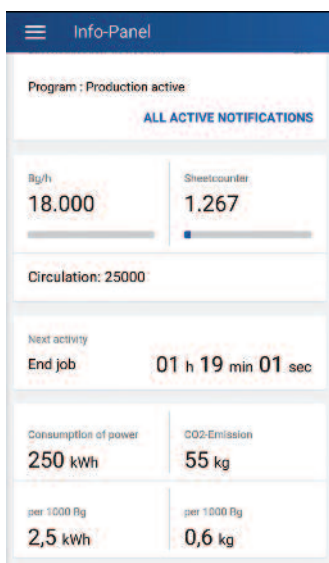 Info-Panel
Program : Production active
ALL ACTIVE NOTIFICATIONS
Bg/h Sheetcounter
18.000 1.267
Circulation: 25000
Next activity
End job 01 h 19 min 01 sec
Consumption of power CO2-Emission
250 kWh 55 kg
per 1000 Bg per 1000 Bg
2,5 kWh 0,6 kg